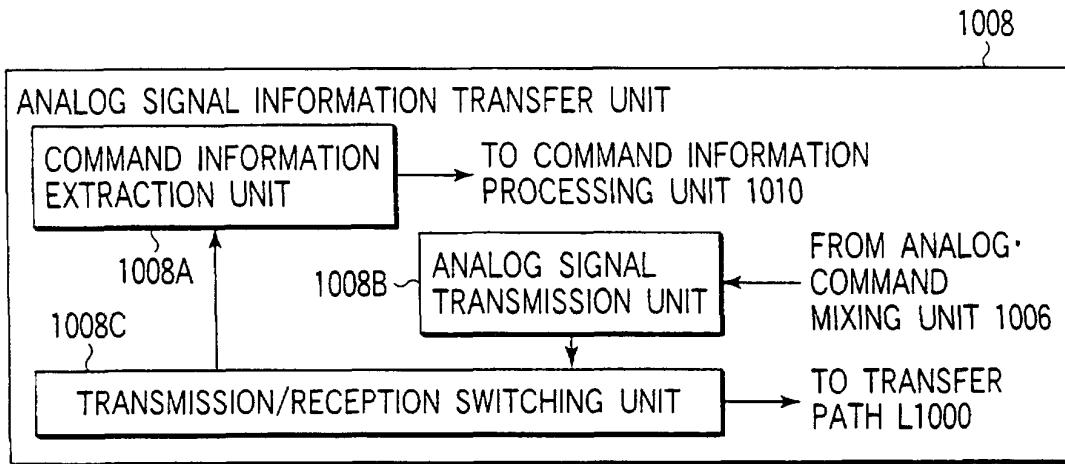 1008
ANALOG SIGNAL INFORMATION TRANSFER UNIT
COMMAND INFORMATION
EXTRACTION UNIT
TO COMMAND INFORMATION
PROCESSING UNIT 1010
1008A
1008B
ANALOG SIGNAL
TRANSMISSION UNIT
FROM ANALOG·
COMMAND
MIXING UNIT 1006
1008C
TRANSMISSION/RECEPTION SWITCHING UNIT
TO TRANSFER
PATH L1000